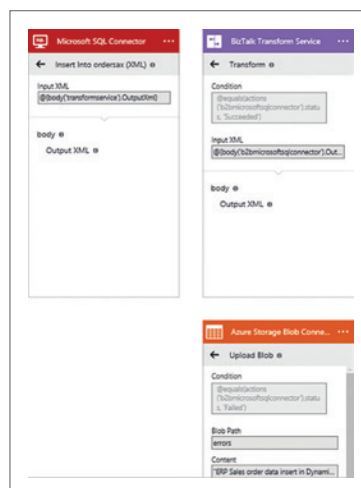 Microsoft SQL Connector ...
Insert Into ordersax (XML)
Input XML
@{body('transformservice').OutputXml}
body
Output XML
BizTalk Transform Service ...
Transform
Condition
@equals(actions
('b2bmicrosoftsqlconnector').statu
s, 'Succeeded')
Input XML
@{body('b2bmicrosoftsqlconnector').Out...
body
Output XML
Azure Storage Blob Conne... ...
Upload Blob
Condition
@equals(actions
('b2bmicrosoftsqlconnector').statu
s, 'Failed')
Blob Path
errors
Content
"ERP Sales order data insert in Dynami...